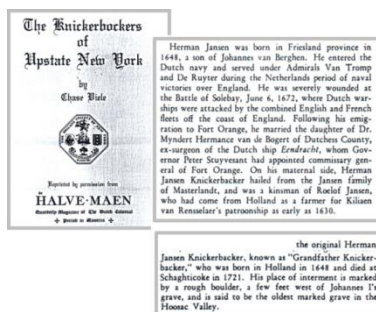 The Knickerbockers
of
Upstate New York
by
Chase Viele
Reprinted by permission from
HALVE·MAEN
Quarterly Magazine of The Dutch Colonial
Period in America
Herman Jansen was born in Friesland province in
1648, a son of Johannes van Berghen. He entered the
Dutch navy and served under Admirals Van Tromp
and De Ruyter during the Netherlands period of naval
victories over England. He was severely wounded at
the Battle of Solebay, June 6, 1672, where Dutch war-
ships were attacked by the combined English and French
fleets off the coast of England. Following his emig-
ration to Fort Orange, he married the daughter of Dr.
Myndert Hermance van de Bogert of Dutchess County,
ex-surgeon of the Dutch ship Eendracht, whom Gov-
ernor Peter Stuyvesant had appointed commissary gen-
eral of Fort Orange. On his maternal side, Herman
Jansen Knickerbacker hailed from the Jansen family
of Masterlandt, and was a kinsman of Roelof Jansen,
who had come from Holland as a farmer for Kiliaen
van Rensselaer's patroonship as early as 1630.
the original Herman
Jansen Knickerbacker, known as "Grandfather Knicker-
backer," who was born in Holland in 1648 and died at
Schaghticoke in 1721. His place of interment is marked
by a rough boulder, a few feet west of Johannes I's
grave, and is said to be the oldest marked grave in the
Hoosac Valley.